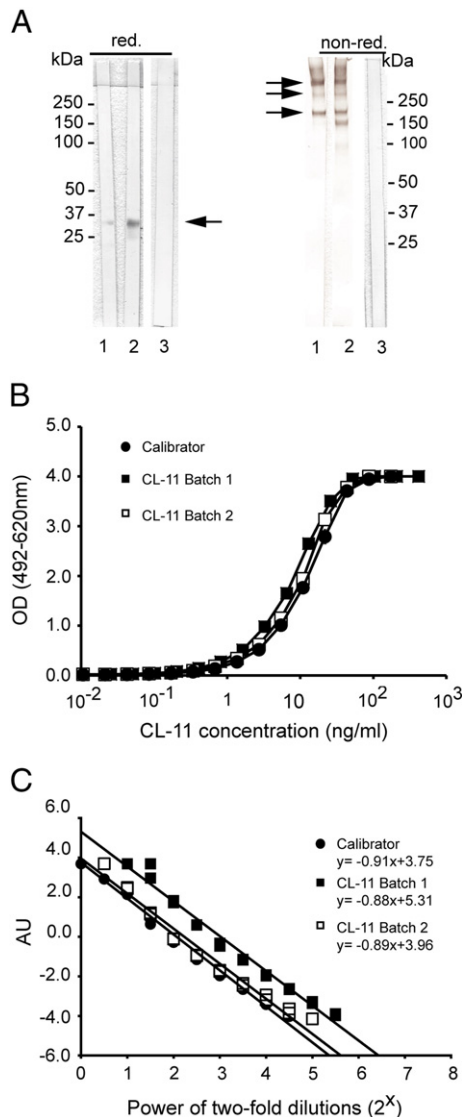 A
red.
kDa
250
150
100
50
37
25
1 2 3
non-red.
kDa
250
150
100
50
37
25
1 2 3
B
5.0
4.0
3.0
2.0
1.0
0.0
OD (492-620nm)
Calibrator
CL-11 Batch 1
CL-11 Batch 2
10-2 10-1 1 10 102 103
CL-11 concentration (ng/ml)
C
6.0
4.0
2.0
0.0
-2.0
-4.0
-6.0
AU
Calibrator
y= -0.91x+3.75
CL-11 Batch 1
y= -0.88x+5.31
CL-11 Batch 2
y= -0.89x+3.96
0 1 2 3 4 5 6 7 8
Power of two-fold dilutions (2X)